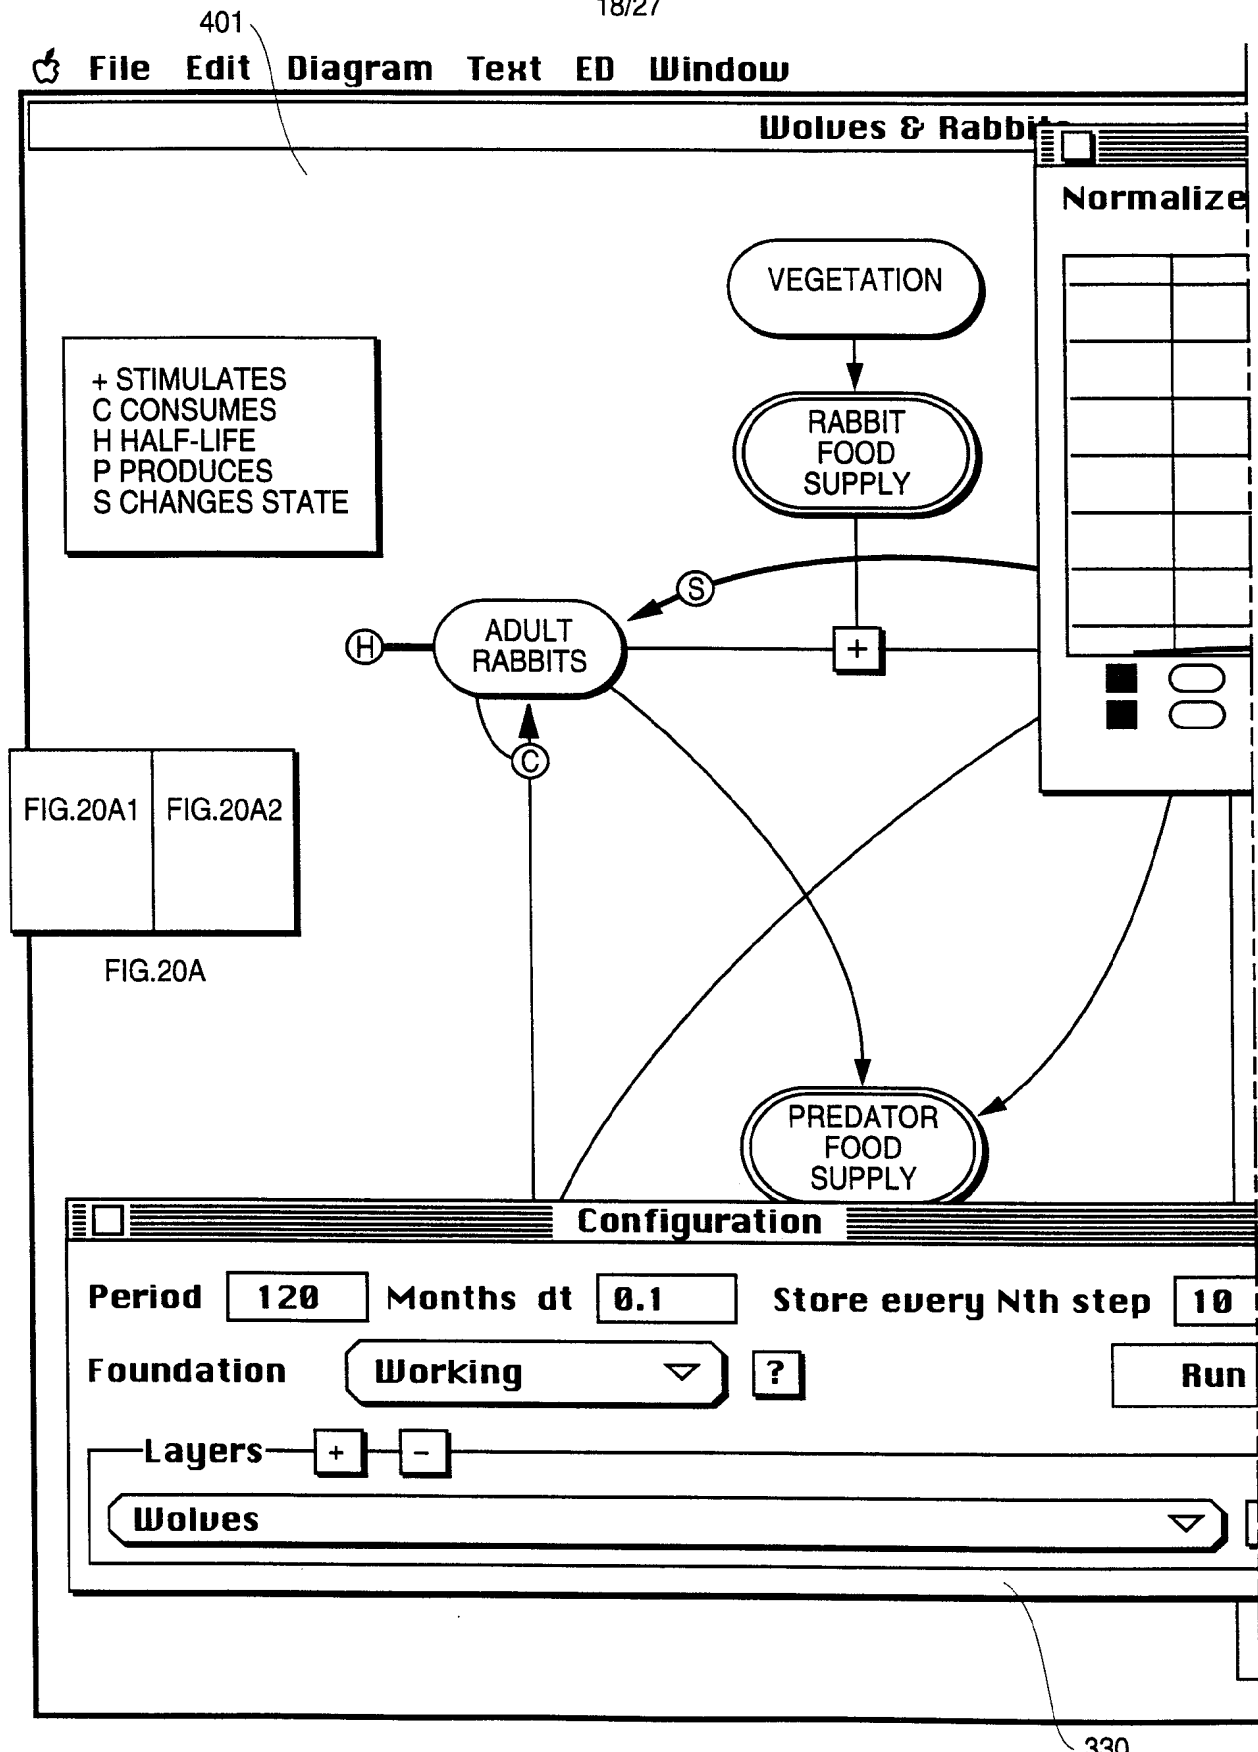 18/27
401
File Edit Diagram Text ED Window
Wolves & Rabbits
Normalize
VEGETATION
+ STIMULATES
C CONSUMES
H HALF-LIFE
P PRODUCES
S CHANGES STATE
RABBIT
FOOD
SUPPLY
S
H
ADULT
RABBITS
+
C
FIG.20A1 FIG.20A2
FIG.20A
PREDATOR
FOOD
SUPPLY
Configuration
Period 120 Months dt 0.1 Store every Nth step 10
Foundation Working ? Run
Layers + -
Wolves
330